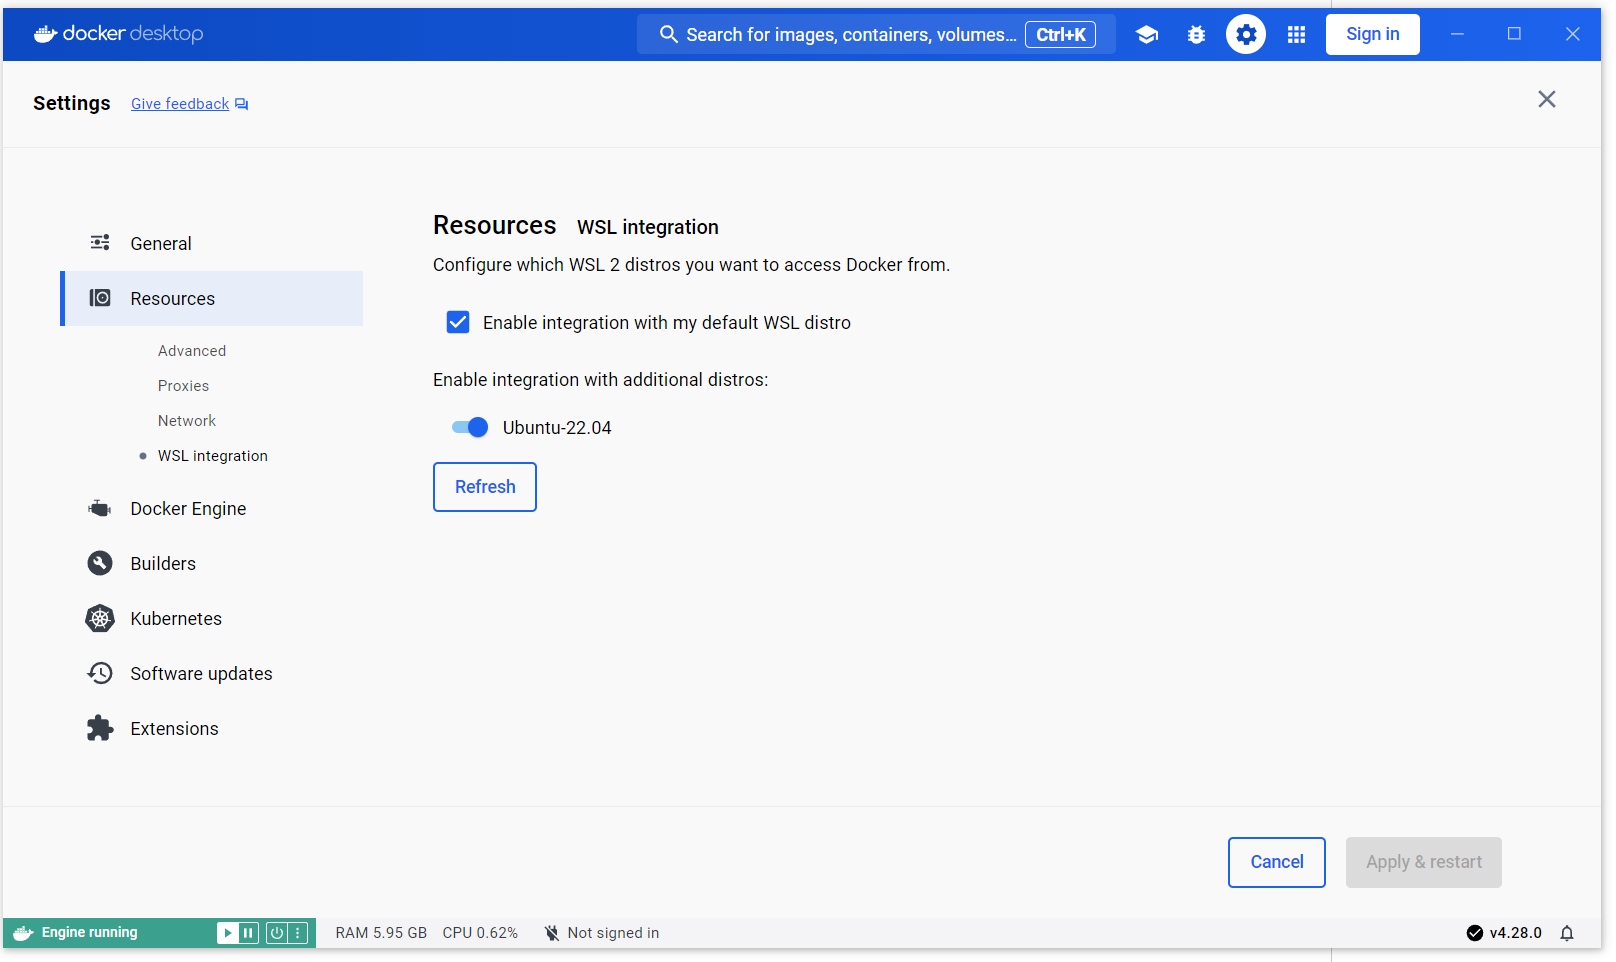 docker desktop
Search for images, containers, volumes... Ctrl+K
Sign in
Settings Give feedback
General
Resources
Advanced
Proxies
Network
WSL integration
Docker Engine
Builders
Kubernetes
Software updates
Extensions
Resources WSL integration
Configure which WSL 2 distros you want to access Docker from.
Enable integration with my default WSL distro
Enable integration with additional distros:
Ubuntu-22.04
Refresh
Cancel Apply & restart
Engine running RAM 5.95 GB CPU 0.62% Not signed in v4.28.0